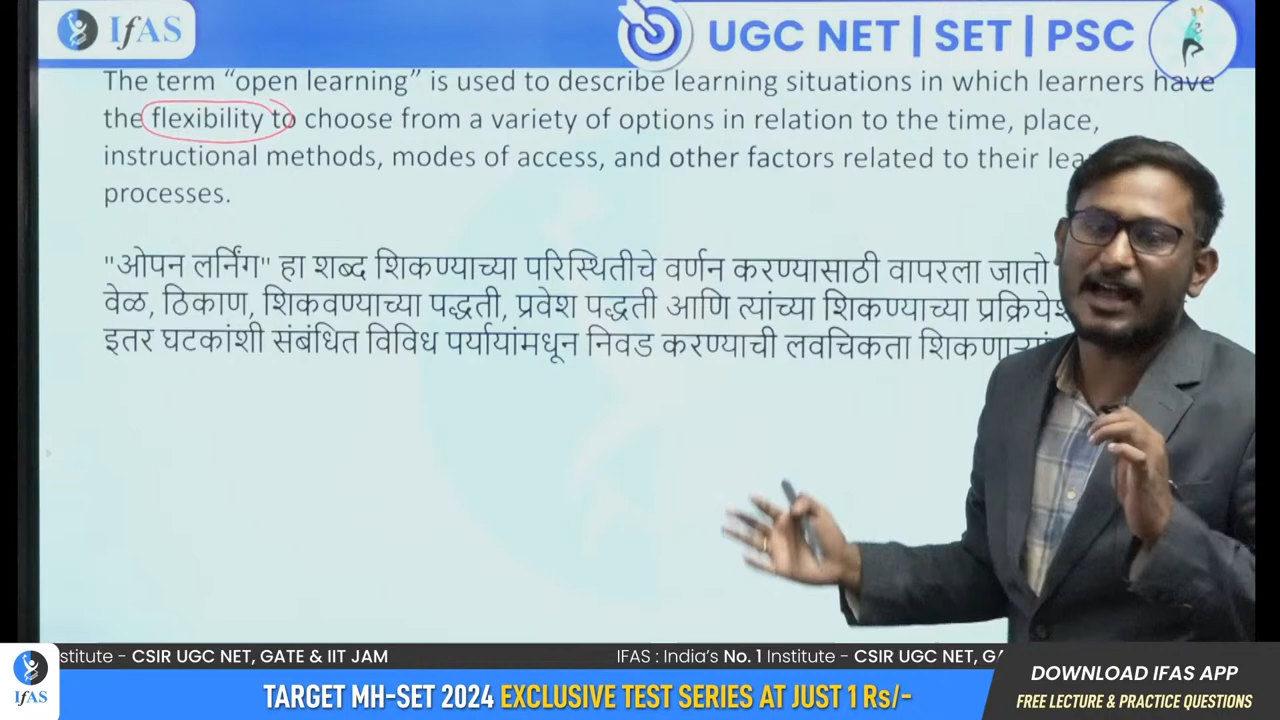 IfAS
UGC NET | SET | PSC
The term “open learning” is used to describe learning situations in which learners have
the flexibility to choose from a variety of options in relation to the time, place,
instructional methods, modes of access, and other factors related to their
processes.
"ओपन लर्निंग" हा शब्द शिकण्याच्या परिस्थितीचे वर्णन करण्यासाठी वापरला जातो
वेळ, ठिकाण, शिकवण्याच्या पद्धती, प्रवेश पद्धती आणि त्यांच्या शिकण्याच्या
इतर घटकांशी संबंधित विविध पर्यायांमधून निवड करण्याची लवचिकता
stitute - CSIR UGC NET, GATE & IIT JAM
IFAS : India’s No. 1 Institute - CSIR UGC NET,
DOWNLOAD IFAS APP
IfAS
TARGET MH-SET 2024 EXCLUSIVE TEST SERIES AT JUST 1 Rs/-
FREE LECTURE & PRACTICE QUESTIONS